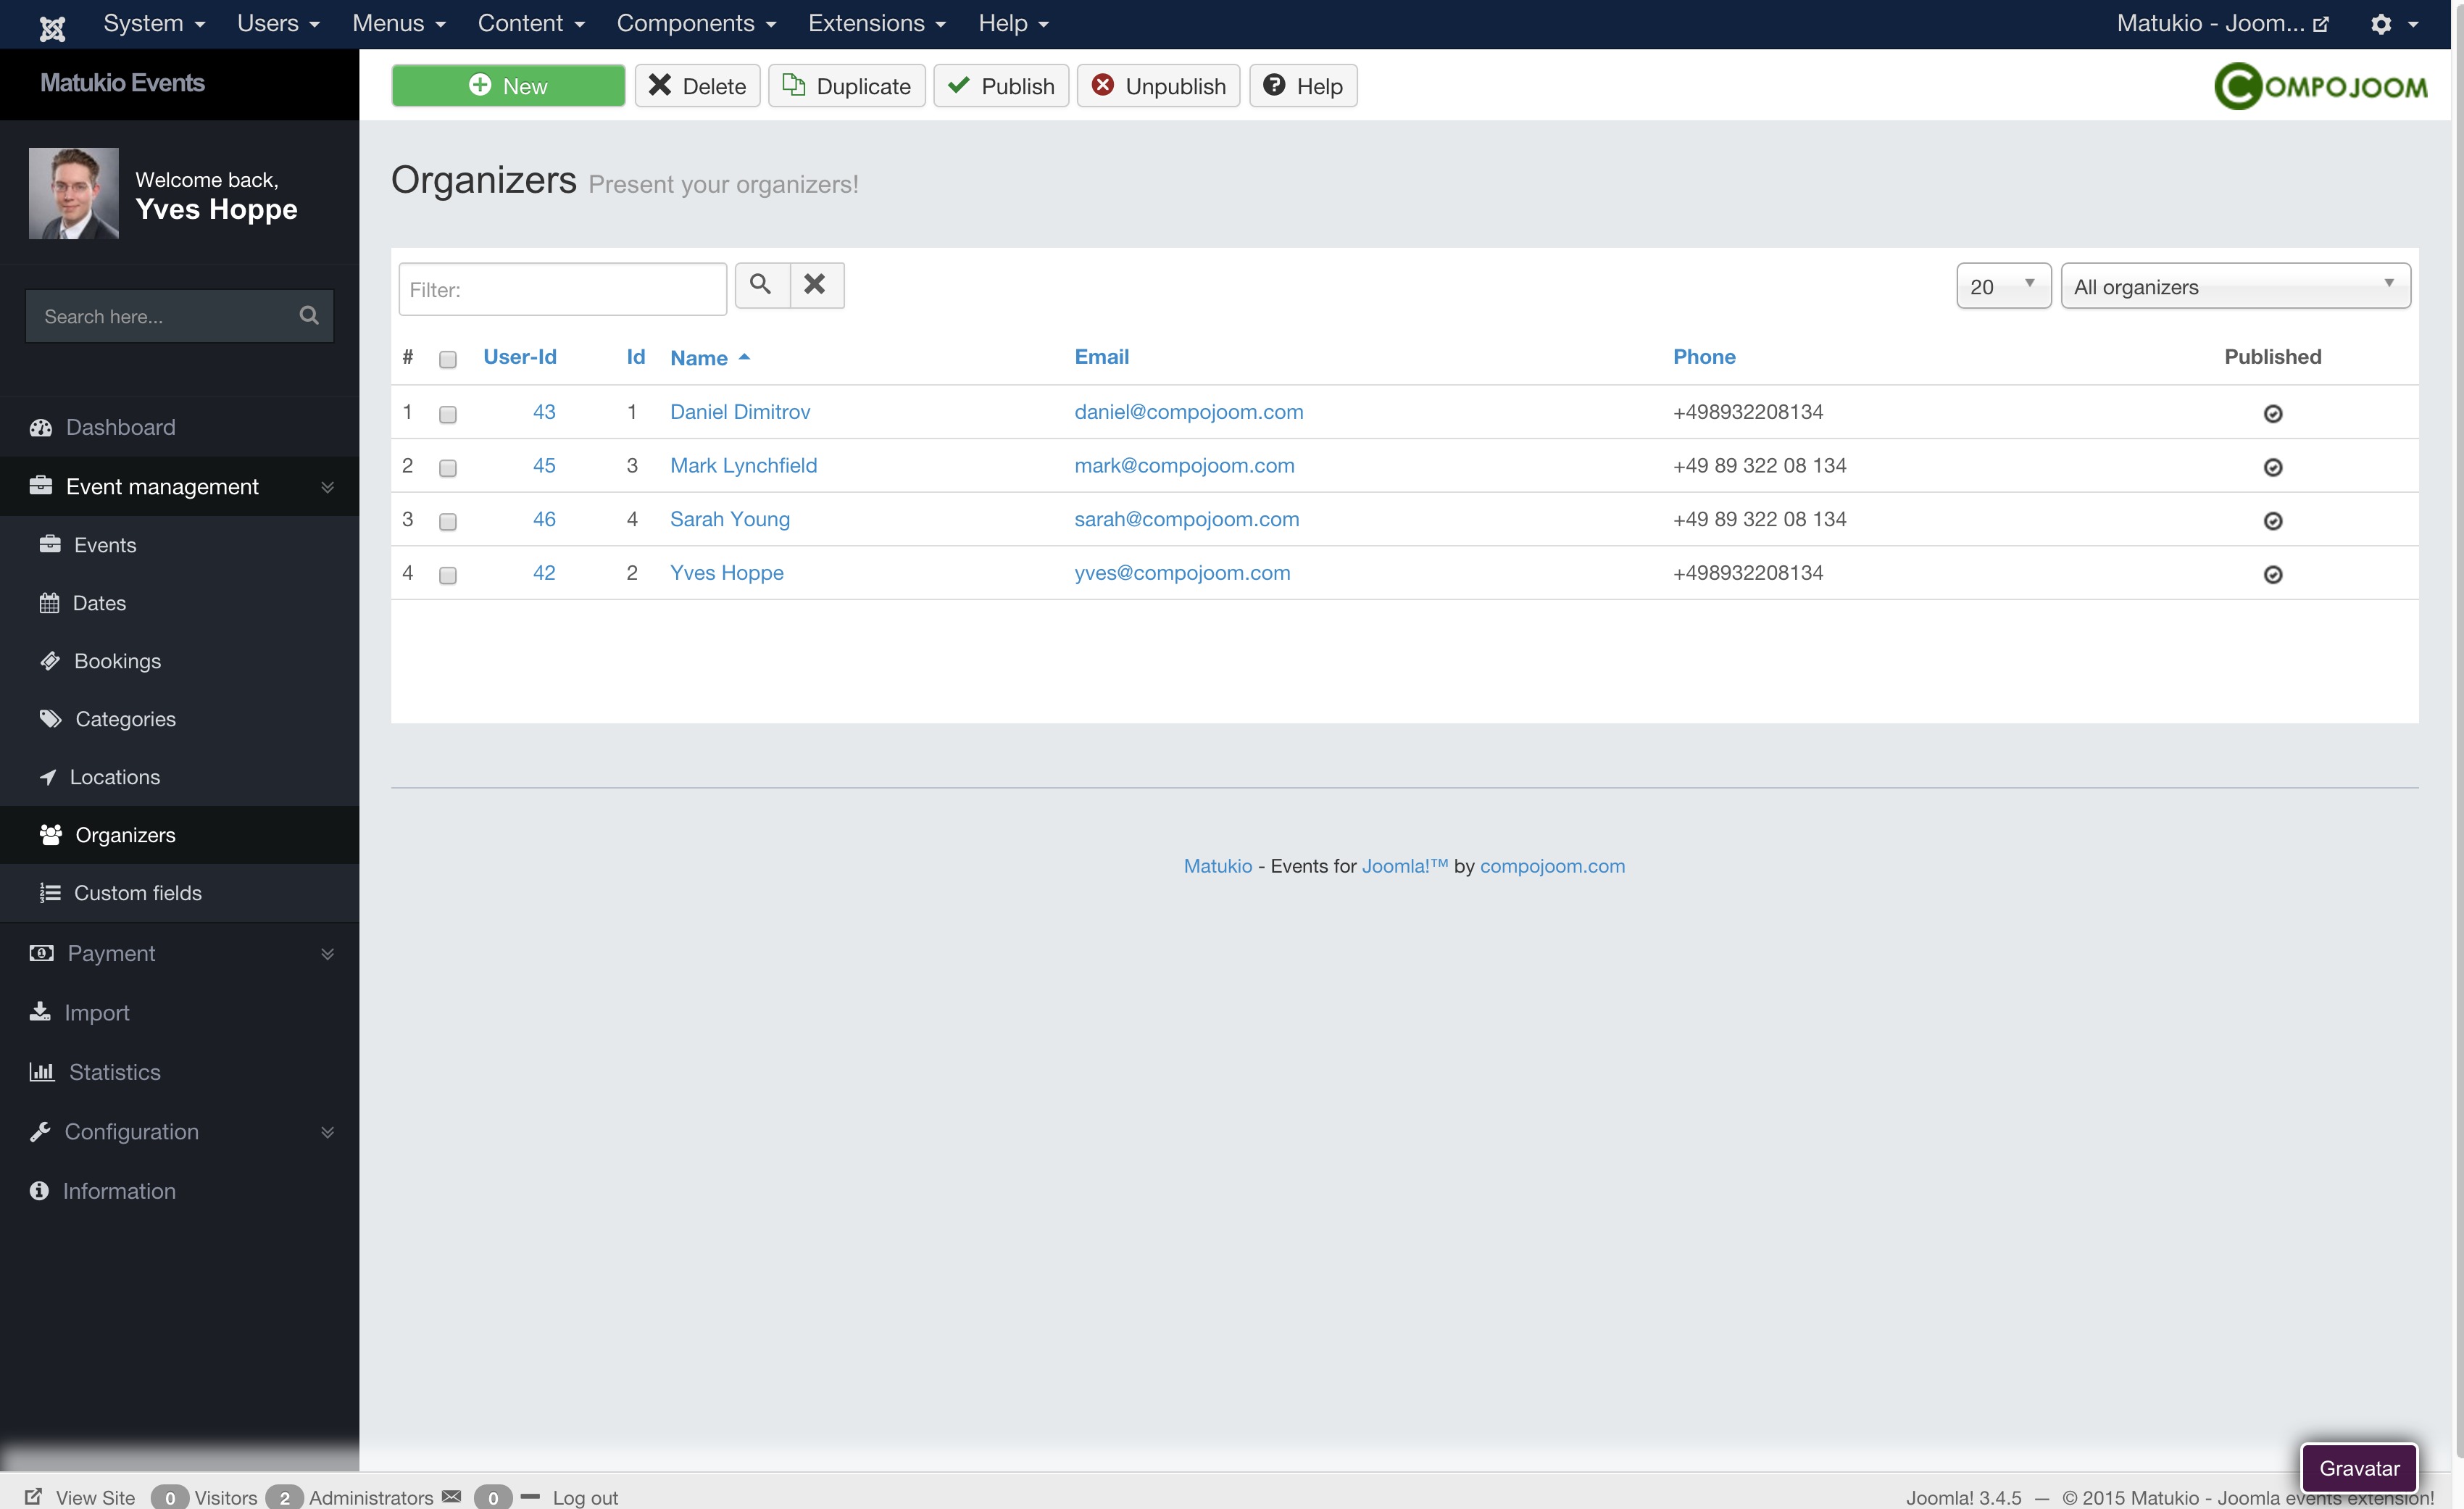 System Users Menus Content Components Extensions Help Matukio - Joom...
Matukio Events
New Delete Duplicate Publish Unpublish Help COMPOJOOM
Welcome back,
Yves Hoppe
Search here...
Dashboard
Event management
Events
Dates
Bookings
Categories
Locations
Organizers
Custom fields
Payment
Import
Statistics
Configuration
Information
Organizers Present your organizers!
Filter: 20 All organizers
# User-Id Id Name Email Phone Published
1 43 1 Daniel Dimitrov daniel@compojoom.com +498932208134
2 45 3 Mark Lynchfield mark@compojoom.com +49 89 322 08 134
3 46 4 Sarah Young sarah@compojoom.com +49 89 322 08 134
4 42 2 Yves Hoppe yves@compojoom.com +498932208134
Matukio - Events for Joomla!™ by compojoom.com
Gravatar
View Site 0 Visitors 2 Administrators 0 Log out Joomla! 3.4.5 — © 2015 Matukio - Joomla events extension!